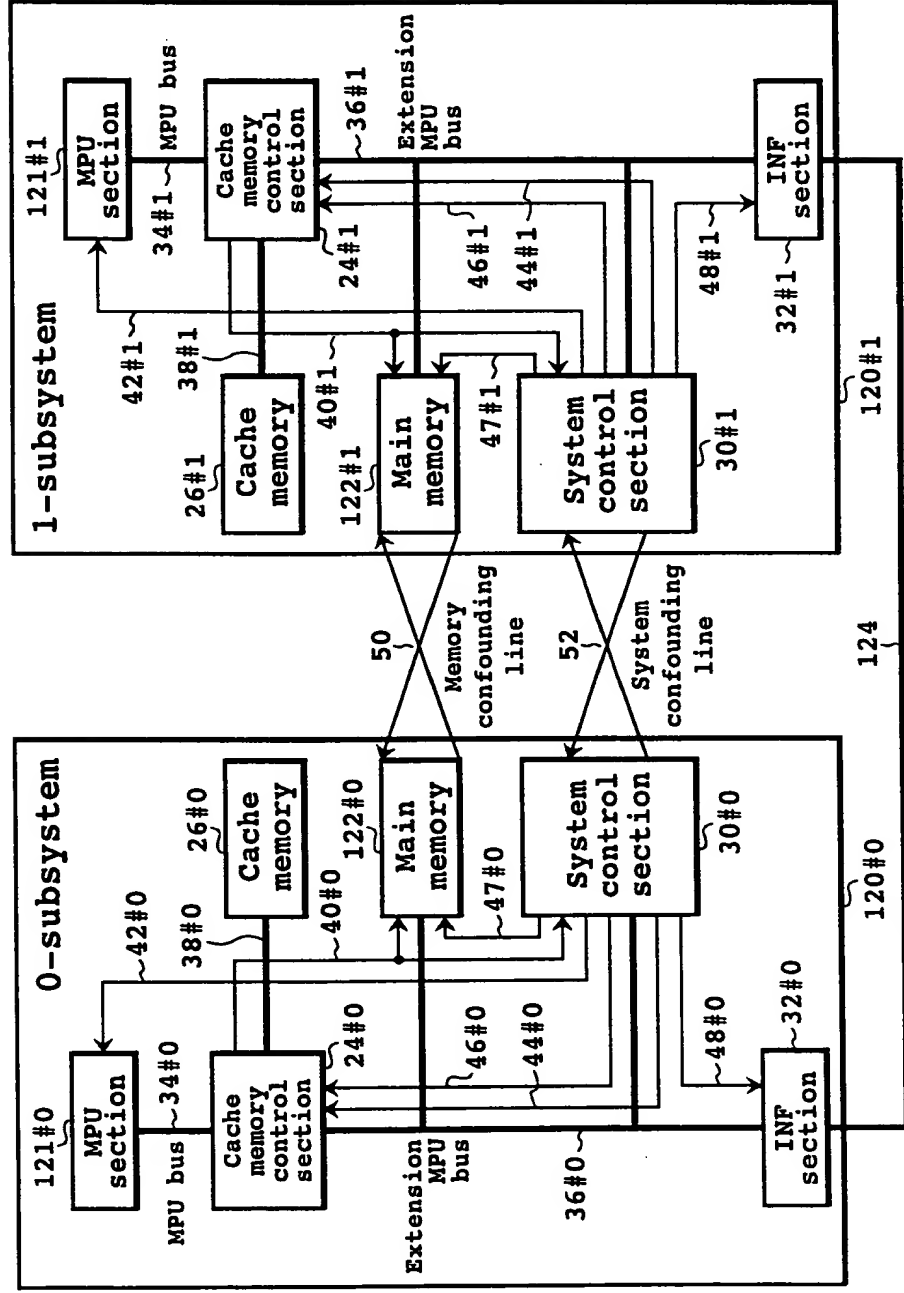 0-subsystem
121#0
MPU
section
34#0
MPU bus
42#0
38#0
26#0
Cache
memory
Cache
memory
control
section
24#0
40#0
122#0
Main
memory
Extension
MPU
bus
46#0
44#0
47#0
System
control
section
30#0
36#0
48#0
INF
section
32#0
120#0
50
Memory
confounding
line
52
System
confounding
line
124
1-subsystem
121#1
MPU
section
34#1
MPU bus
42#1
38#1
26#1
Cache
memory
Cache
memory
control
section
24#1
40#1
122#1
Main
memory
36#1
Extension
MPU
bus
46#1
44#1
47#1
System
control
section
30#1
48#1
INF
section
32#1
120#1